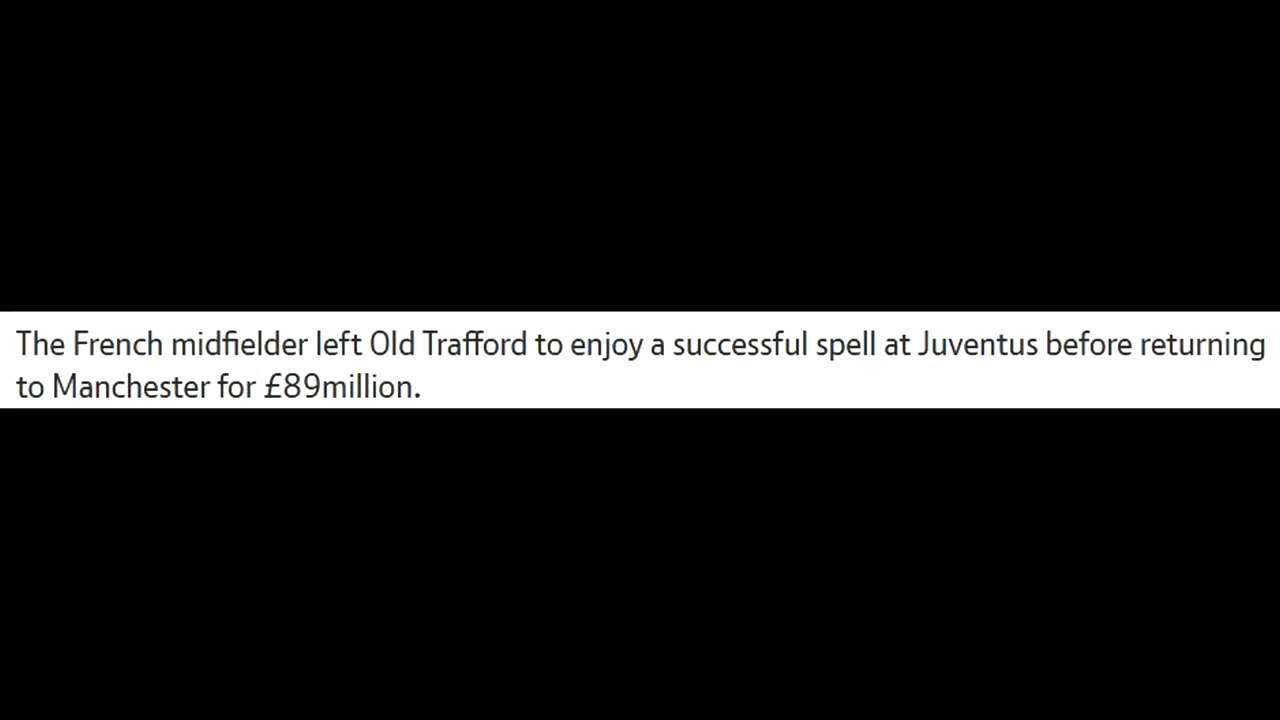 The French midfielder left Old Trafford to enjoy a successful spell at Juventus before returning
to Manchester for £89million.